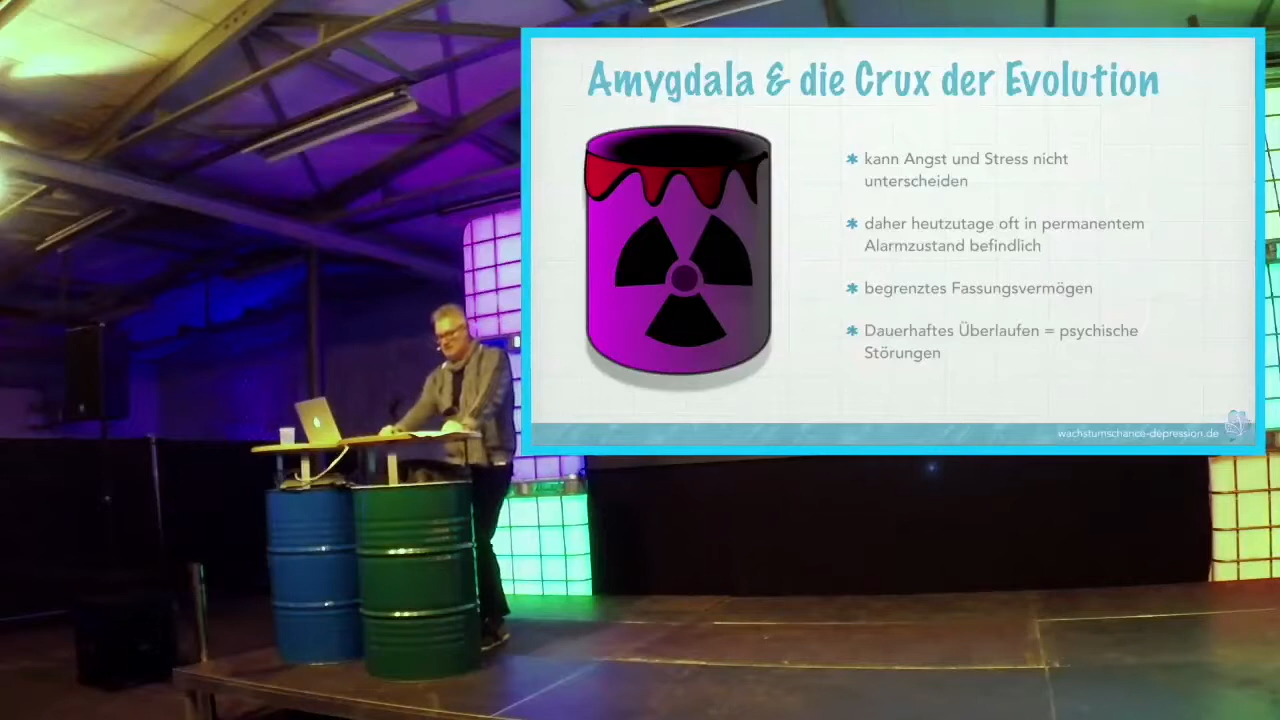 Amygdala & die Crux der Evolution
* kann Angst und Stress nicht
unterscheiden
* daher heutzutage oft in permanentem
Alarmzustand befindlich
* begrenztes Fassungsvermögen
* Dauerhaftes Überlaufen = psychische
Störungen
wachstumschance-depression.de